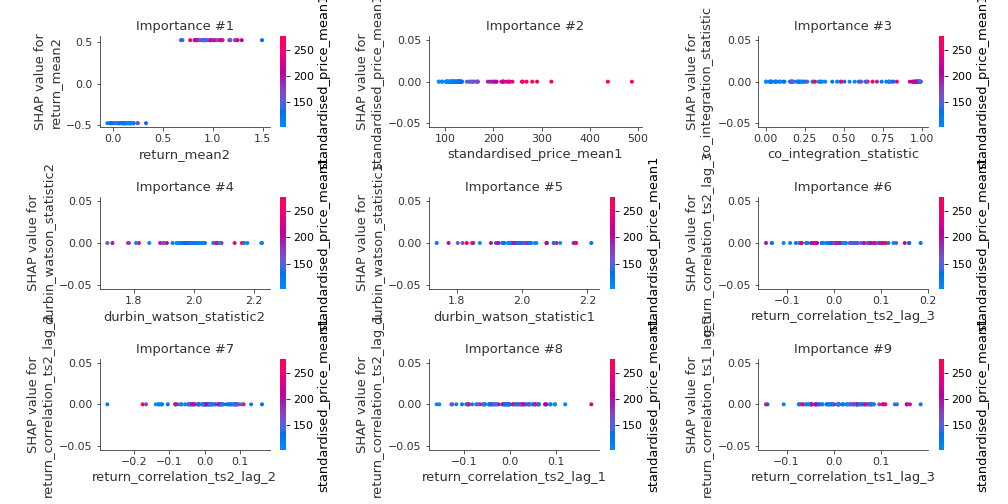 Importance #1
SHAP value for
return_mean2
0.5
0.0
−0.5
0.0
0.5
1.0
1.5
return_mean2
250
200
150
standardised_price_mean1
Importance #2
SHAP value for
standardised_price_mean1
0.05
0.00
−0.05
100
200
300
400
500
standardised_price_mean1
Importance #3
SHAP value for
co_integration_statistic
0.05
0.00
−0.05
0.00
0.25
0.50
0.75
1.00
co_integration_statistic
250
200
150
standardised_price_mean1
Importance #4
SHAP value for
durbin_watson_statistic2
0.05
0.00
−0.05
1.8
2.0
2.2
durbin_watson_statistic2
250
200
150
standardised_price_mean1
Importance #5
SHAP value for
durbin_watson_statistic1
0.05
0.00
−0.05
1.8
2.0
2.2
durbin_watson_statistic1
250
200
150
standardised_price_mean1
Importance #6
SHAP value for
return_correlation_ts2_lag_3
0.05
0.00
−0.05
−0.1
0.0
0.1
0.2
return_correlation_ts2_lag_3
250
200
150
standardised_price_mean1
Importance #7
SHAP value for
return_correlation_ts2_lag_2
0.05
0.00
−0.05
−0.2
−0.1
0.0
0.1
return_correlation_ts2_lag_2
250
200
150
standardised_price_mean1
Importance #8
SHAP value for
return_correlation_ts2_lag_1
0.05
0.00
−0.05
−0.1
0.0
0.1
return_correlation_ts2_lag_1
250
200
150
standardised_price_mean1
Importance #9
SHAP value for
return_correlation_ts1_lag_3
0.05
0.00
−0.05
−0.1
0.0
0.1
return_correlation_ts1_lag_3
250
200
150
standardised_price_mean1